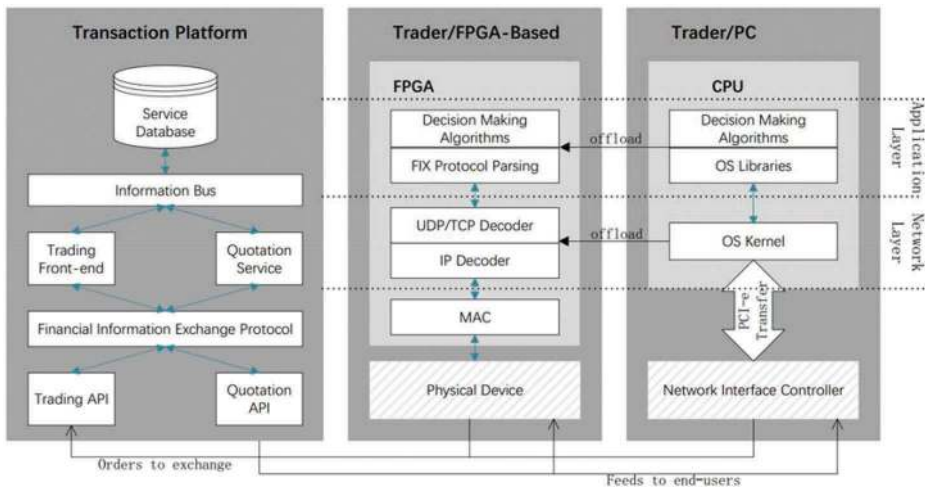 Transaction Platform
Service
Database
Information Bus
Trading
Front-end
Quotation
Service
Financial Information Exchange Protocol
Trading API
Quotation
API
Trader/FPGA-Based
FPGA
Decision Making
Algorithms
FIX Protocol Parsing
UDP/TCP Decoder
IP Decoder
MAC
Physical Device
offload
offload
Trader/PC
CPU
Decision Making
Algorithms
OS Libraries
OS Kernel
PCI-e
Transfer
Network Interface Controller
Application
Layer
Network
Layer
Orders to exchange
Feeds to end-users